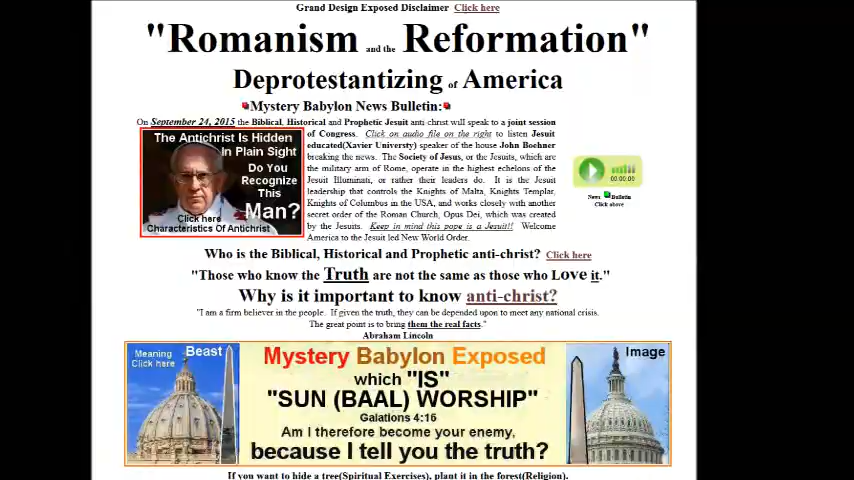 Grand Design Exposed Disclaimer Click here
"Romanism and the Reformation"
Deprotestantizing of America
Mystery Babylon News Bulletin:
On September 24, 2015 the Biblical, Historical and Prophetic Jesuit anti-christ will speak to a joint session
of Congress. Click on audio file on the right to listen Jesuit
educated(Xavier Universty) speaker of the house John Boehner
breaking the news. The Society of Jesus, or the Jesuits, which are
the military arm of Rome, operate in the highest echelons of the
Jesuit Illuminati, or rather their leaders do. It is the Jesuit
leadership that controls the Knights of Malta, Knights Templar,
Knights of Columbus in the USA, and works closely with another
secret order of the Roman Church, Opus Dei, which was created
by the Jesuits. Keep in mind this pope is a Jesuit!! Welcome
America to the Jesuit led New World Order.
The Antichrist Is Hidden
in Plain Sight
Do You
Recognize
This
Man?
Click here
Characteristics Of Antichrist
00:00:00
News Bulletin
Click above
Who is the Biblical, Historical and Prophetic anti-christ? Click here
"Those who know the Truth are not the same as those who Love it."
Why is it important to know anti-christ?
"I am a firm believer in the people. If given the truth, they can be depended upon to meet any national crisis.
The great point is to bring them the real facts."
Abraham Lincoln
Meaning
Click here
Beast
Mystery Babylon Exposed
which "IS"
"SUN (BAAL) WORSHIP"
Galations 4:16
Am I therefore become your enemy,
because I tell you the truth?
Image
If you want to hide a tree(Spiritual Exercises), plant it in the forest(Religion).